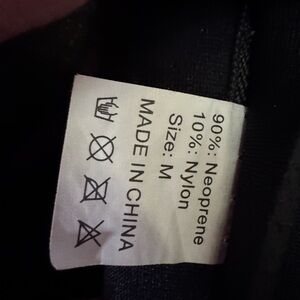 90%: Neoprene
10%: Nylon
Size: M
MADE IN CHINA